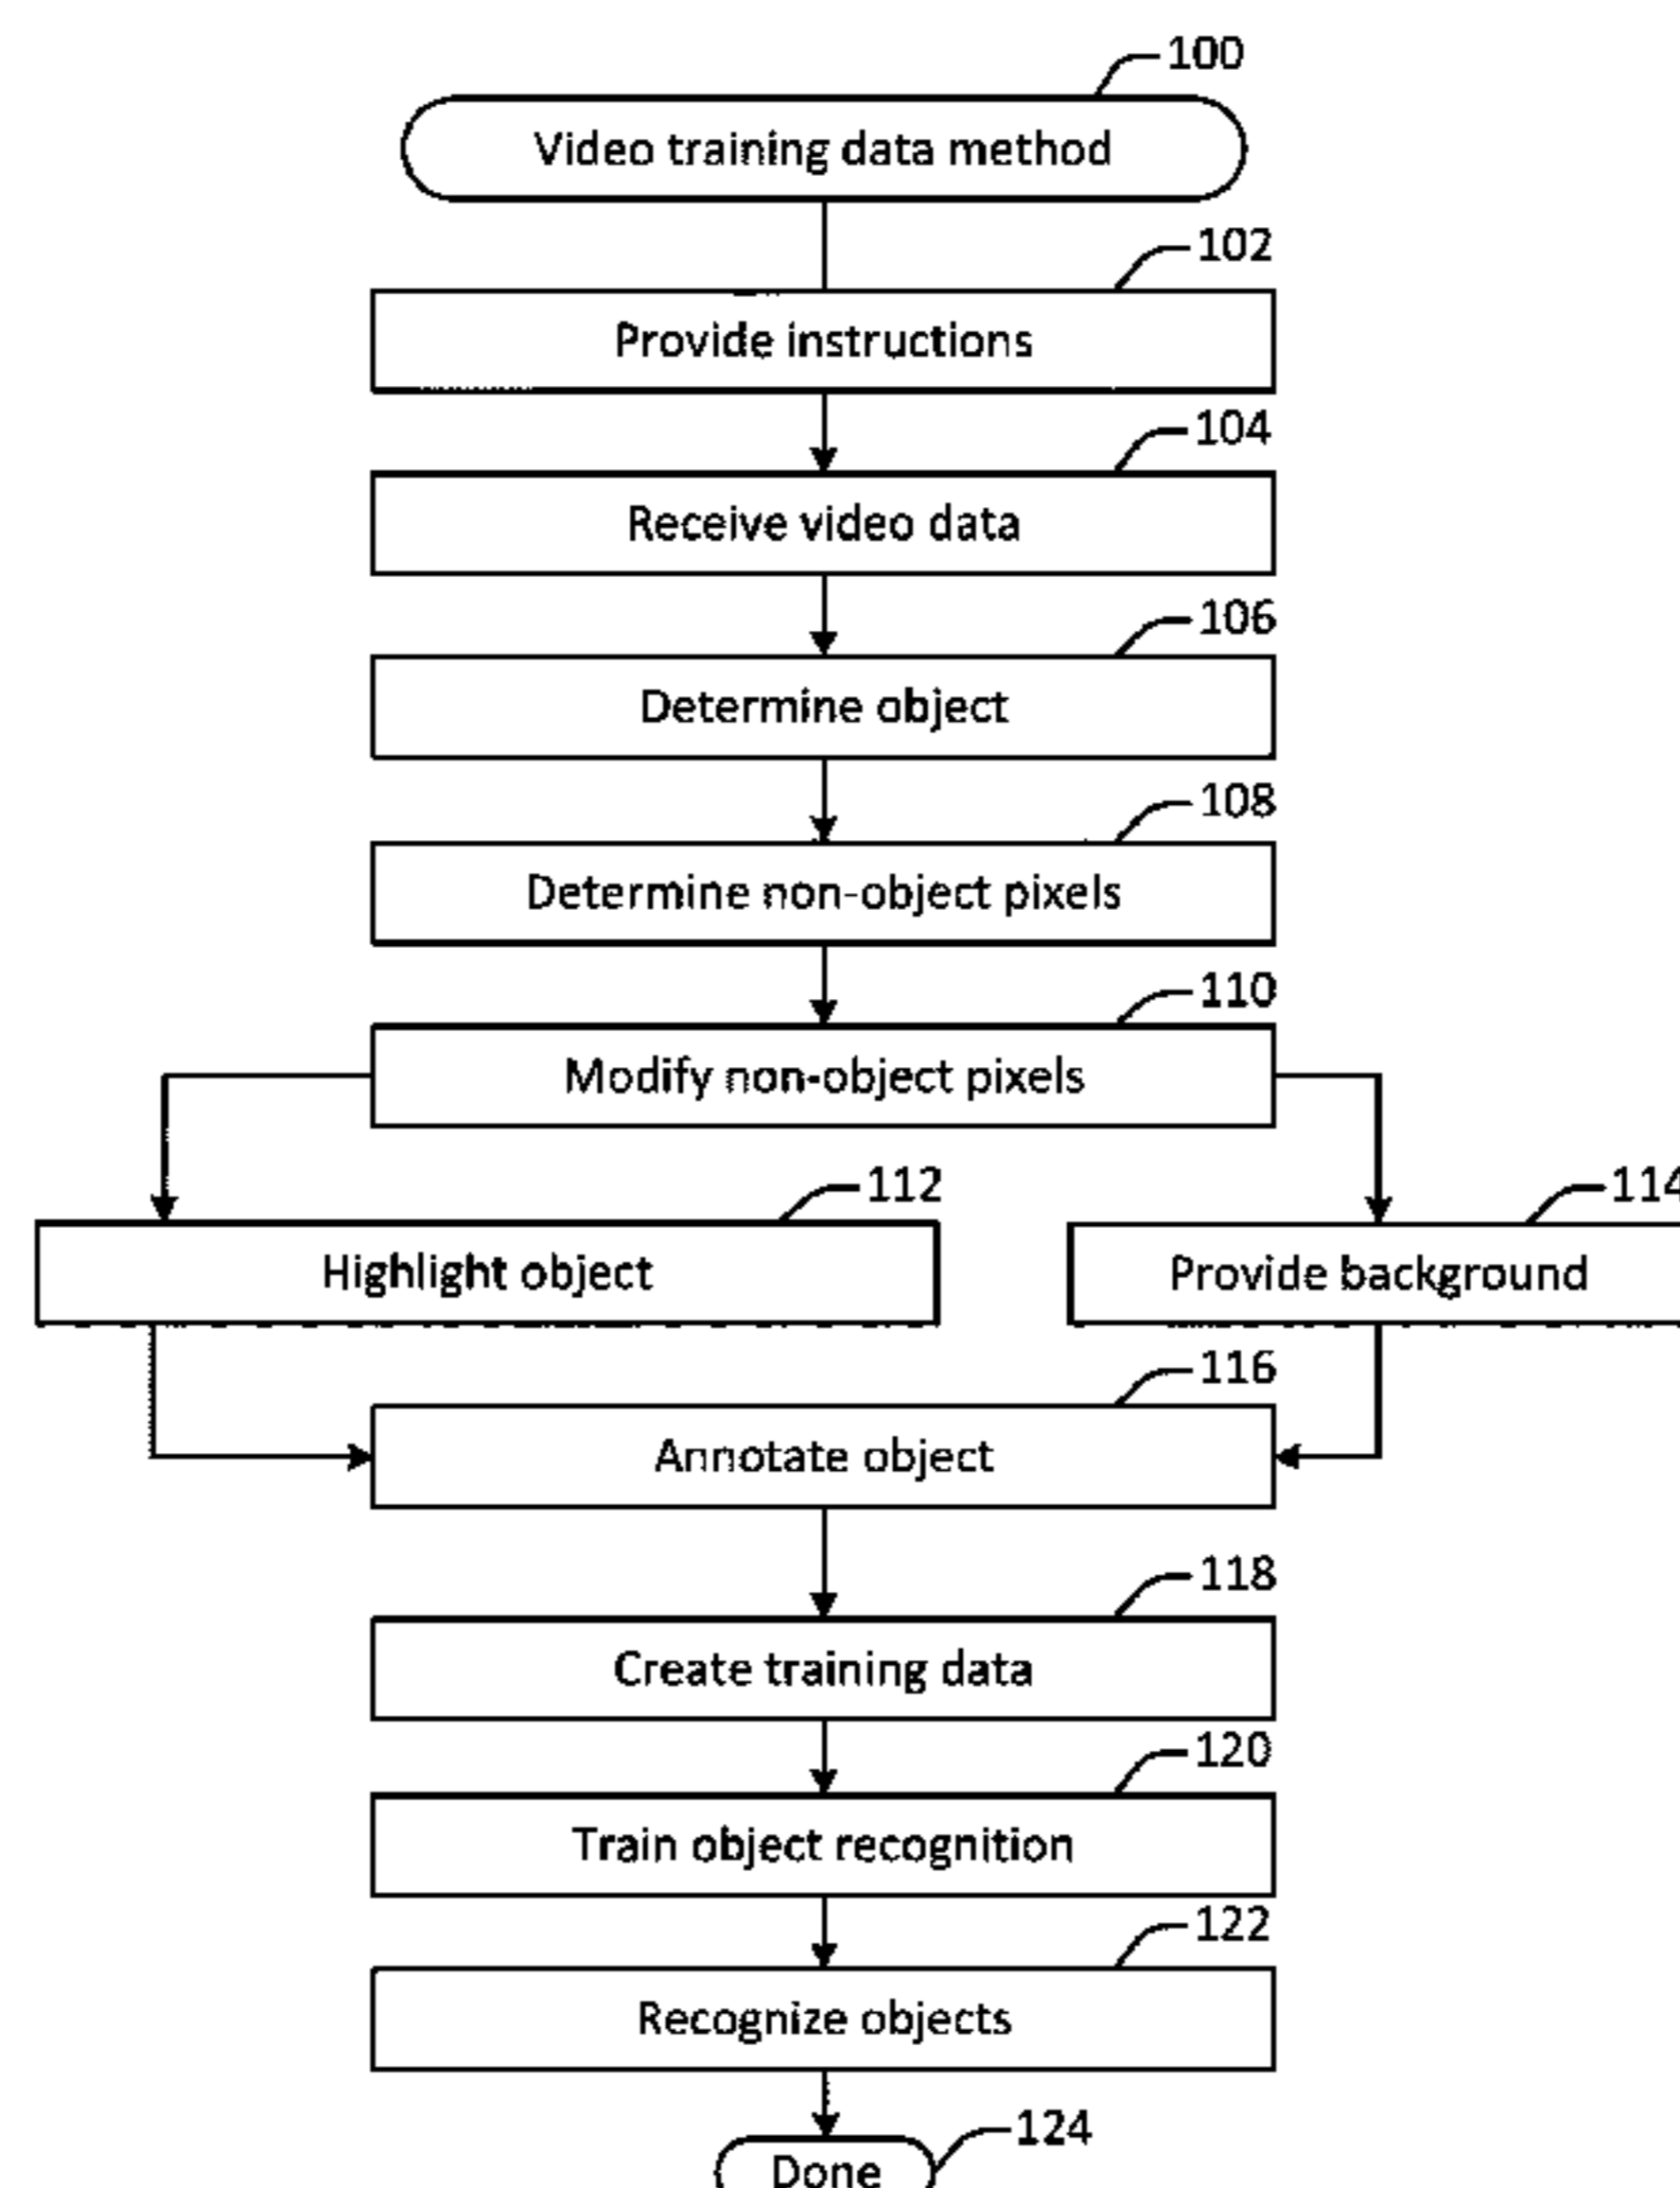 100
Video training data method
102
Provide instructions
104
Receive video data
106
Determine object
108
Determine non-object pixels
110
Modify non-object pixels
112
Highlight object
114
Provide background
116
Annotate object
118
Create training data
120
Train object recognition
122
Recognize objects
124
Done